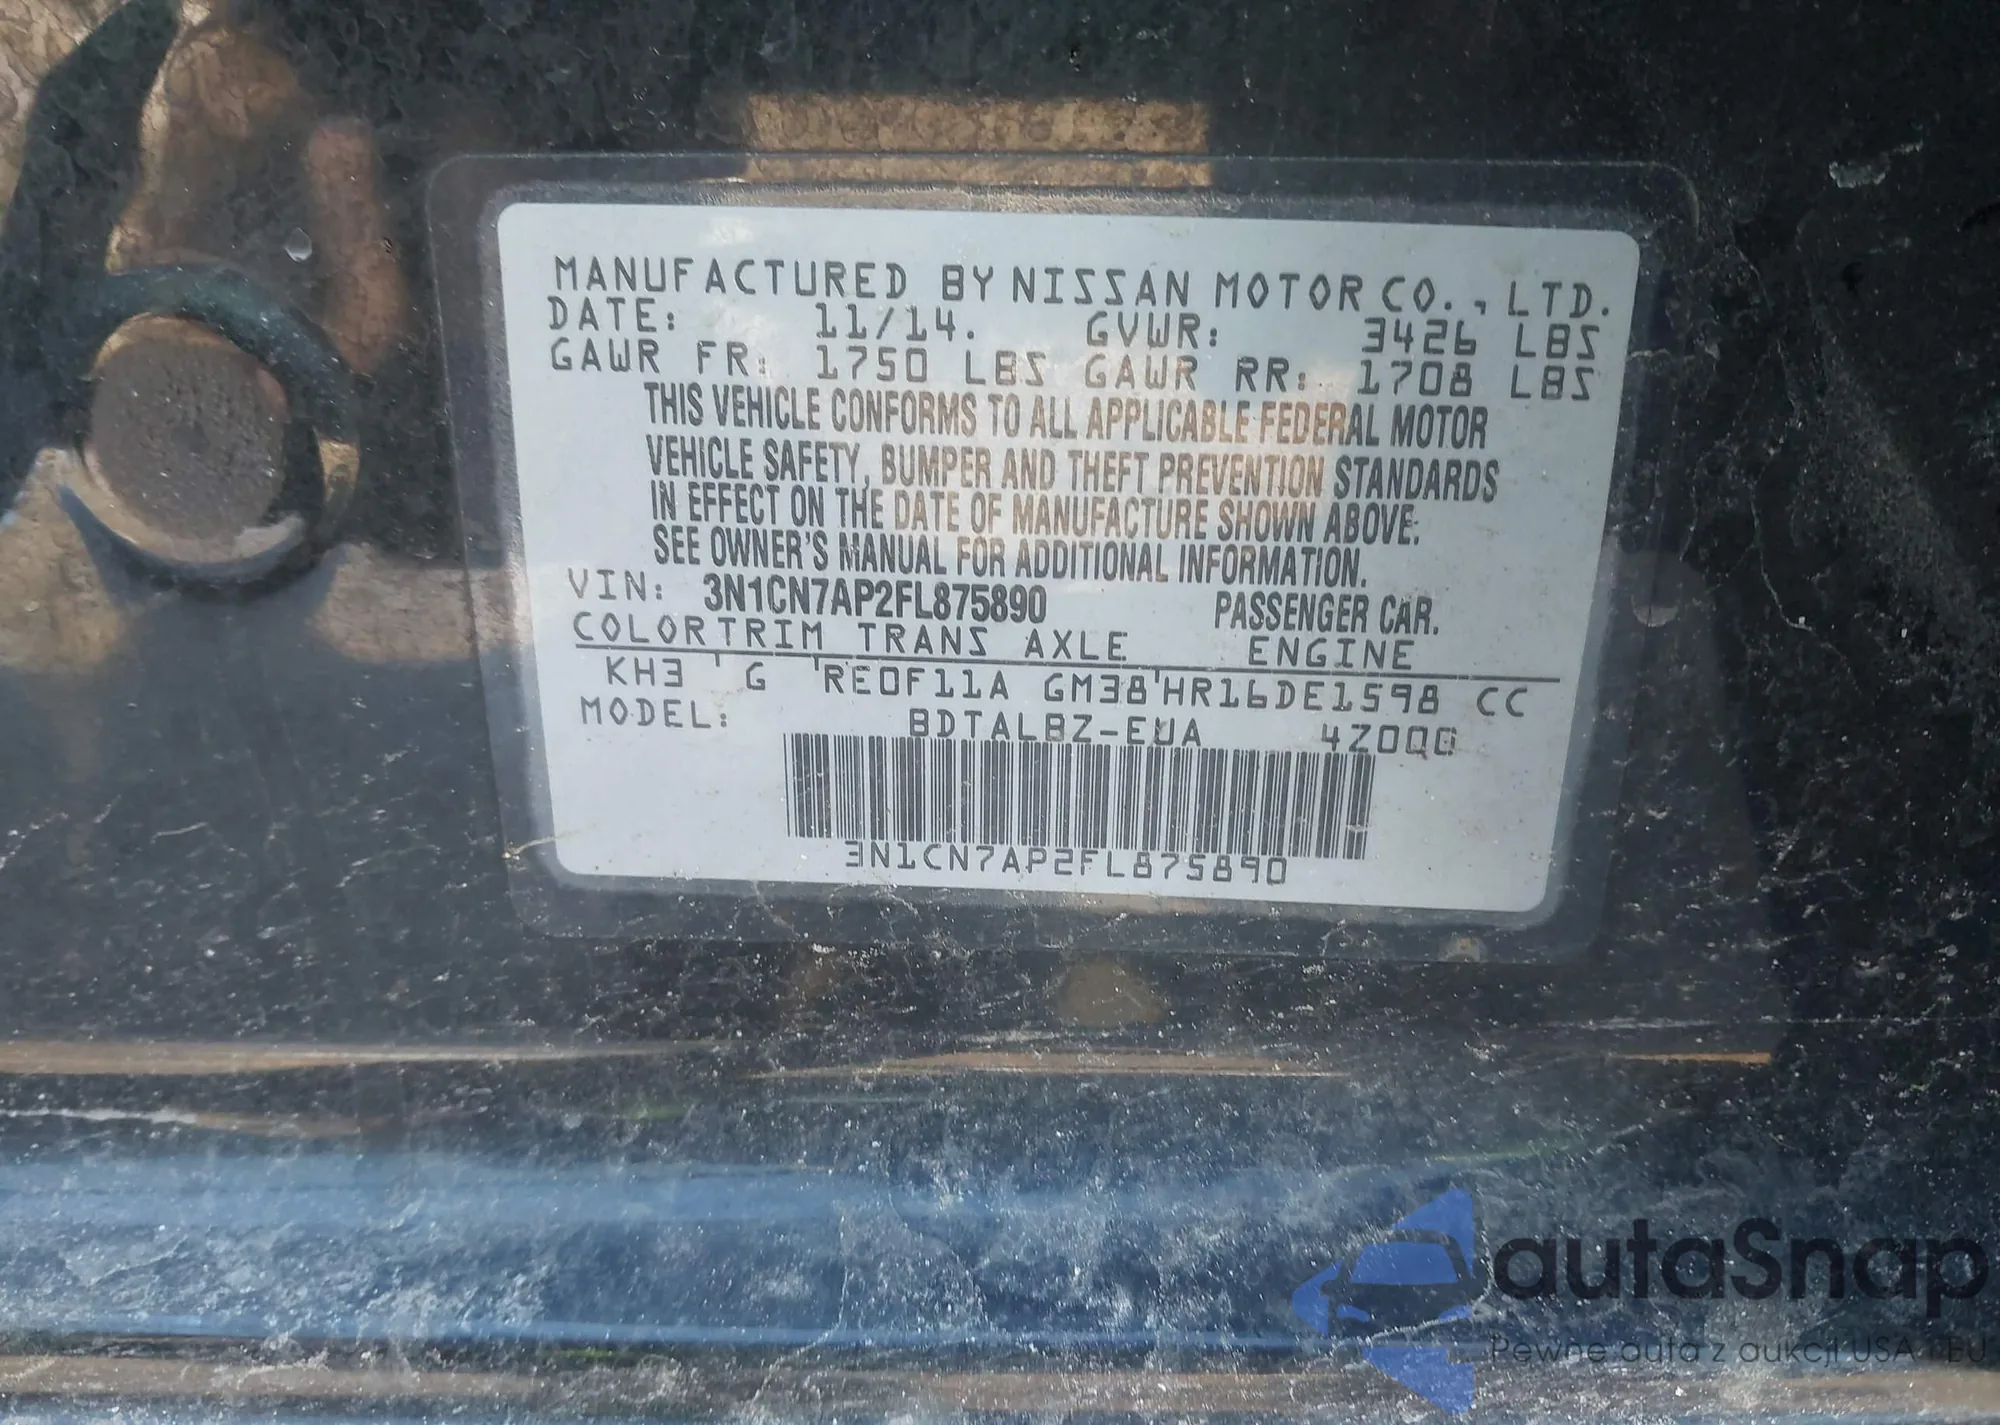 MANUFACTURED BY NISSAN MOTOR CO., LTD.
DATE: 11/14. GVWR: 3426 LBS
GAWR FR: 1750 LBS GAWR RR: 1708 LBS
THIS VEHICLE CONFORMS TO ALL APPLICABLE FEDERAL MOTOR
VEHICLE SAFETY, BUMPER AND THEFT PREVENTION STANDARDS
IN EFFECT ON THE DATE OF MANUFACTURE SHOWN ABOVE.
SEE OWNER'S MANUAL FOR ADDITIONAL INFORMATION.
VIN: 3N1CN7AP2FL875890 PASSENGER CAR.
COLOR TRIM TRANS AXLE ENGINE
KH3 G RE0F11A GM38 HR16DE1598 CC
MODEL: BDTALBZ-EUA 4Z000
3N1CN7AP2FL875890
autaSnap
Pewne auta z aukcji USA i EU